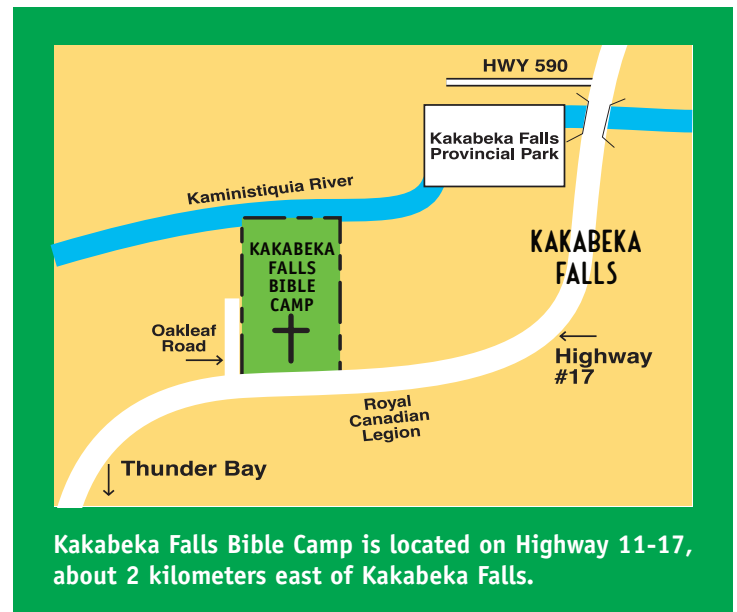 HWY 590
Kakabeka Falls
Provincial Park
Kaministiquia River
KAKABEKA
FALLS
KAKABEKA
FALLS
BIBLE
CAMP
Oakleaf
Road
Highway
#17
Royal
Canadian
Legion
Thunder Bay
Kakabeka Falls Bible Camp is located on Highway 11-17,
about 2 kilometers east of Kakabeka Falls.